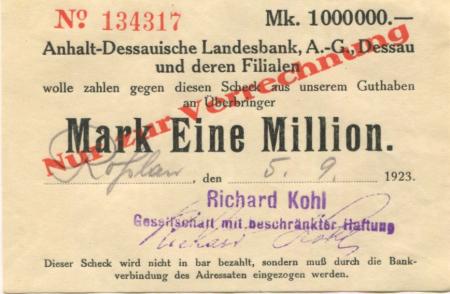 No 134317 Mk. 1000000.—
Anhalt-Dessauische Landesbank, A.-G., Dessau
und deren Filialen
wolle zahlen gegen diesen Scheck aus unserem Guthaben
an Überbringer
Nur zur Verrechnung
Mark Eine Million.
Roßlau, den 5. 9. 1923.
Richard Kohl
Gesellschaft mit beschränkter Haftung
Richard Kohl
Dieser Scheck wird nicht in bar bezahlt, sondern muß durch die Bank-
verbindung des Adressaten eingezogen werden.